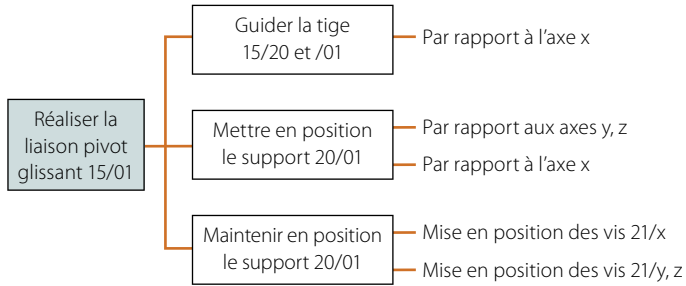 Réaliser la
liaison pivot
glissant 15/01
Guider la tige
15/20 et /01
Par rapport à l'axe x
Mettre en position
le support 20/01
Par rapport aux axes y, z
Par rapport à l'axe x
Maintenir en position
le support 20/01
Mise en position des vis 21/x
Mise en position des vis 21/y, z